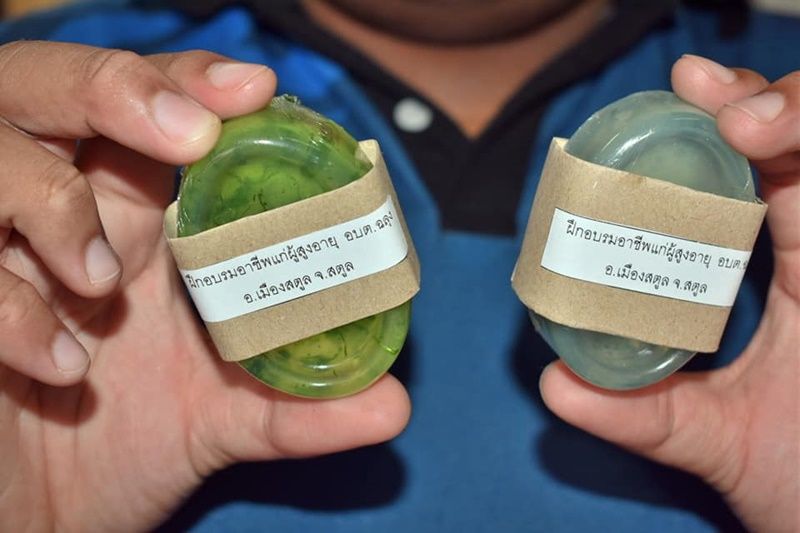 ฝึกอบรมอาชีพแก่ผู้สูงอายุ อบต.ฉลุง
อ.เมืองสตูล จ.สตูล
ฝึกอบรมอาชีพแก่ผู้สูงอายุ อบต.
อ.เมืองสตูล จ.สตูล